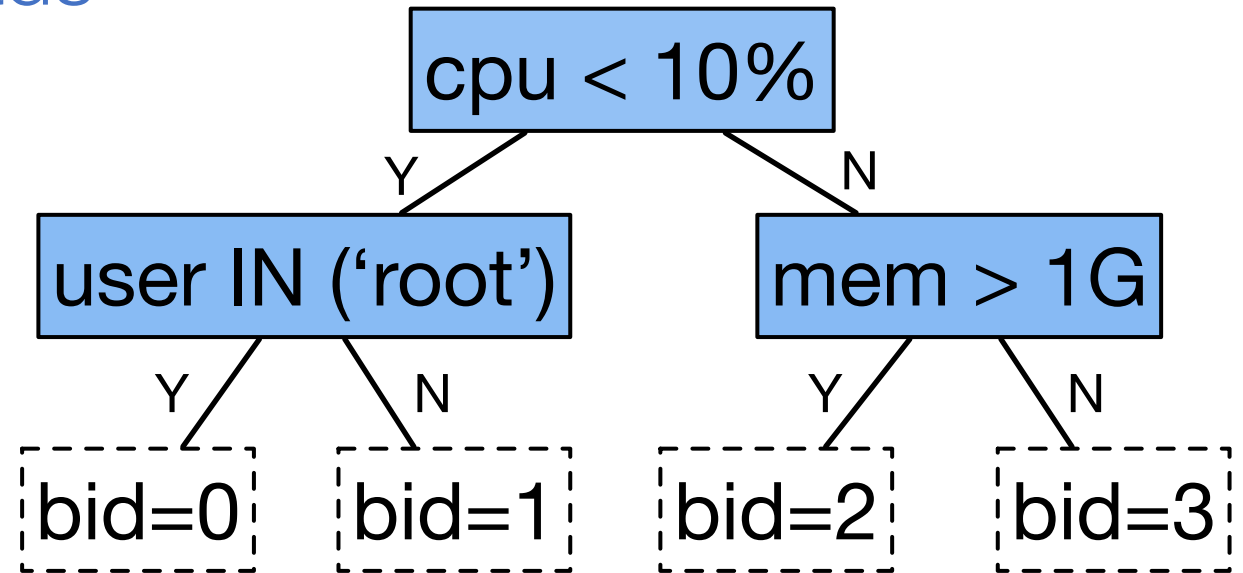 cpu < 10%
Y
N
user IN (‘root’)
mem > 1G
Y
N
Y
N
bid=0
bid=1
bid=2
bid=3